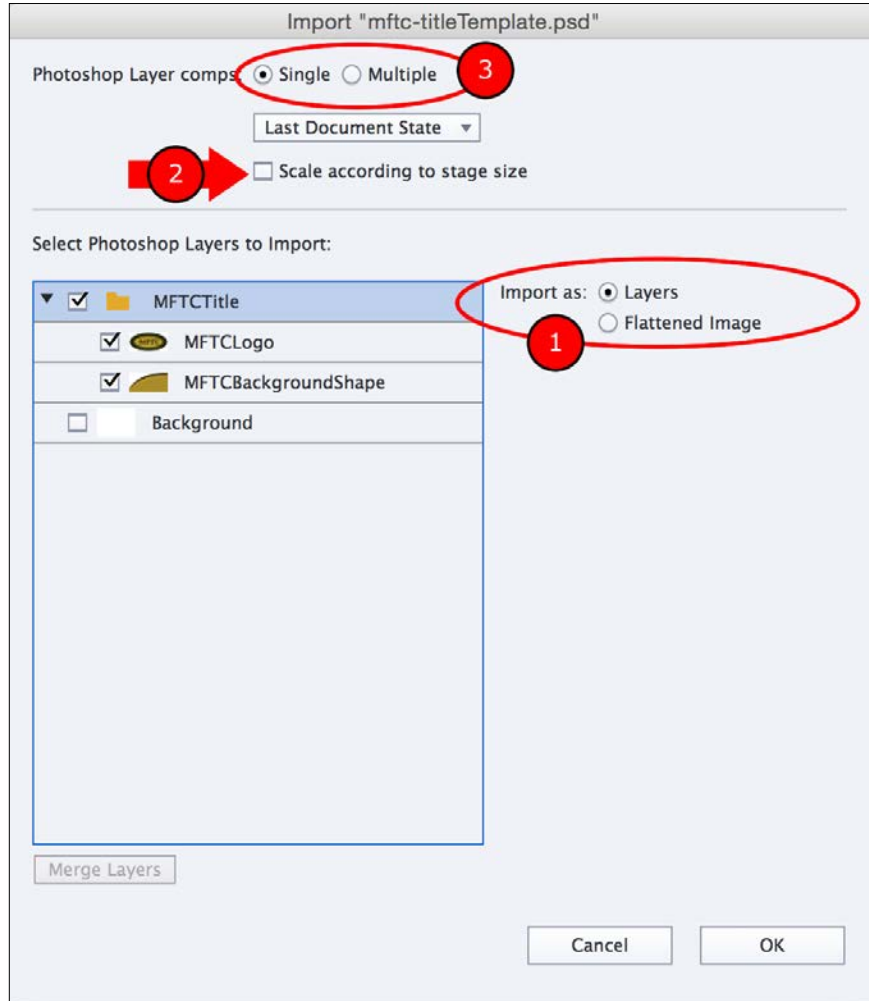 Import "mftc-titleTemplate.psd"
Photoshop Layer comps: Single Multiple 3
Last Document State
2 Scale according to stage size
Select Photoshop Layers to Import:
MFTCTitle
Import as: Layers
Flattened Image
1
MFTCLogo
MFTCBackgroundShape
Background
Merge Layers
Cancel OK